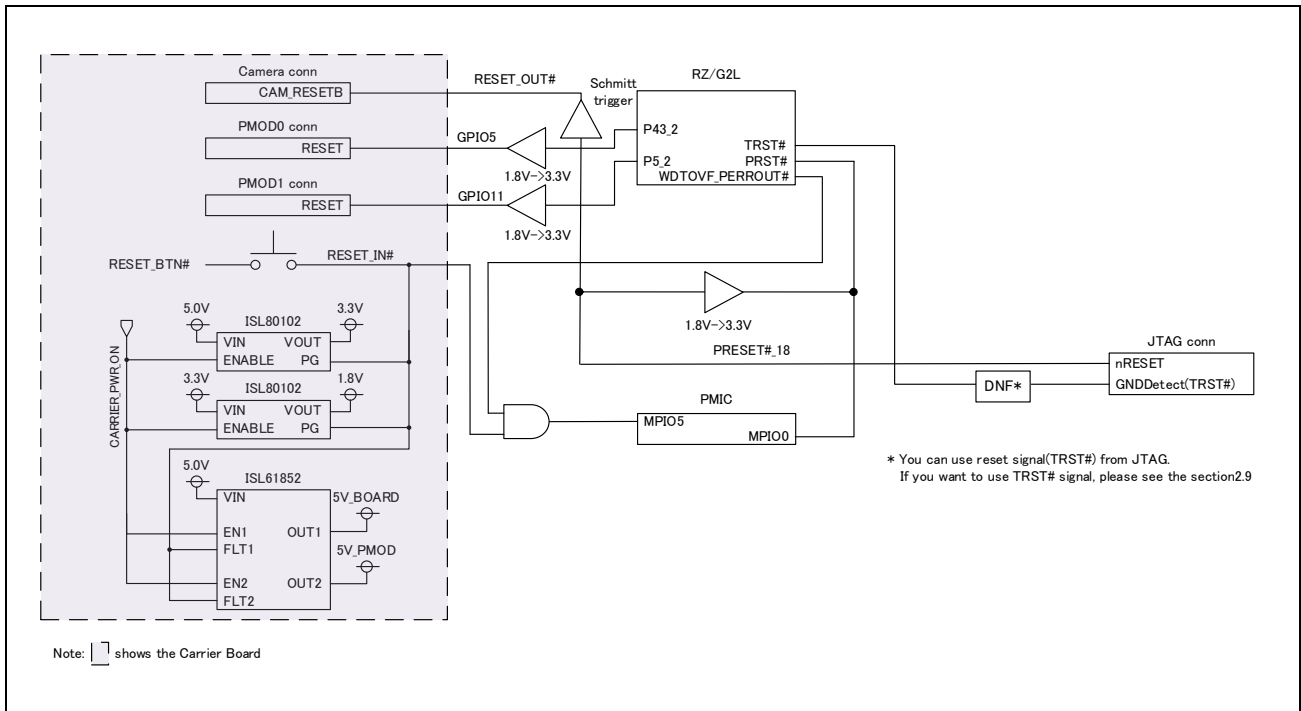 Camera conn
CAM_RESETB
PMOD0 conn
RESET
PMOD1 conn
RESET
RESET_BTN#
RESET_IN#
RESET_OUT#
GPIO5
1.8V->3.3V
GPIO11
1.8V->3.3V
Schmitt
trigger
RZ/G2L
P43_2
P5_2
TRST#
PRST#
WDTOVF_PERROUT#
1.8V->3.3V
PRESET#_18
JTAG conn
nRESET
GNDDetect(TRST#)
DNF*
PMIC
MPIO5
MPIO0
CARRIER_PWR_ON
5.0V
ISL80102
3.3V
VIN
VOUT
ENABLE
PG
3.3V
ISL80102
1.8V
VIN
VOUT
ENABLE
PG
5.0V
ISL61852
VIN
5V_BOARD
EN1
OUT1
FLT1
5V_PMOD
EN2
OUT2
FLT2
* You can use reset signal(TRST#) from JTAG.
If you want to use TRST# signal, please see the section2.9
Note: shows the Carrier Board